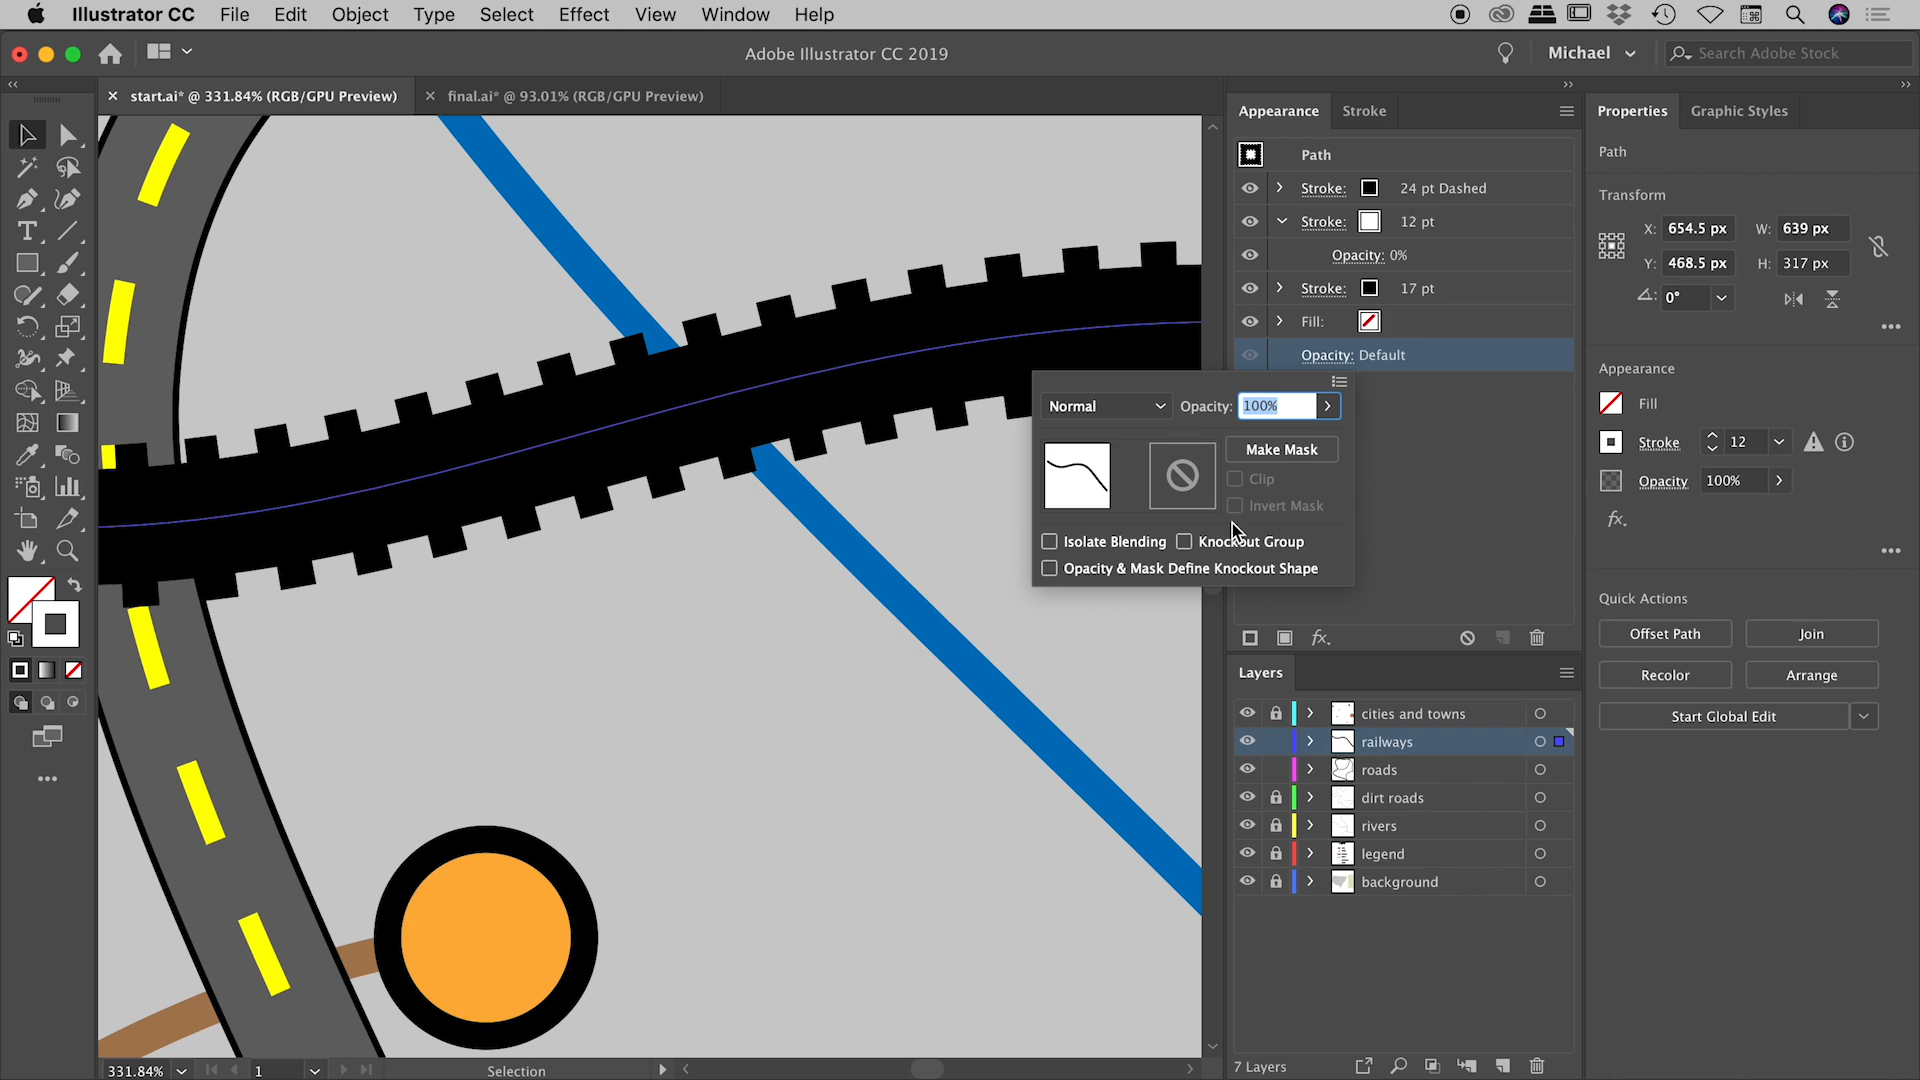 Illustrator CC File Edit Object Type Select Effect View Window Help
Adobe Illustrator CC 2019
Michael
Search Adobe Stock
start.ai* @ 331.84% (RGB/GPU Preview)
final.ai* @ 93.01% (RGB/GPU Preview)
Appearance Stroke
Path
Stroke: 24 pt Dashed
Stroke: 12 pt
Opacity: 0%
Stroke: 17 pt
Fill:
Opacity: Default
Normal Opacity: 100%
Make Mask
Clip
Invert Mask
Isolate Blending Knockout Group
Opacity & Mask Define Knockout Shape
fx.
Layers
cities and towns
railways
roads
dirt roads
rivers
legend
background
7 Layers
Properties Graphic Styles
Path
Transform
X: 654.5 px W: 639 px
Y: 468.5 px H: 317 px
0°
Appearance
Fill
Stroke 12
Opacity 100%
fx.
Quick Actions
Offset Path Join
Recolor Arrange
Start Global Edit
331.84% 1 Selection